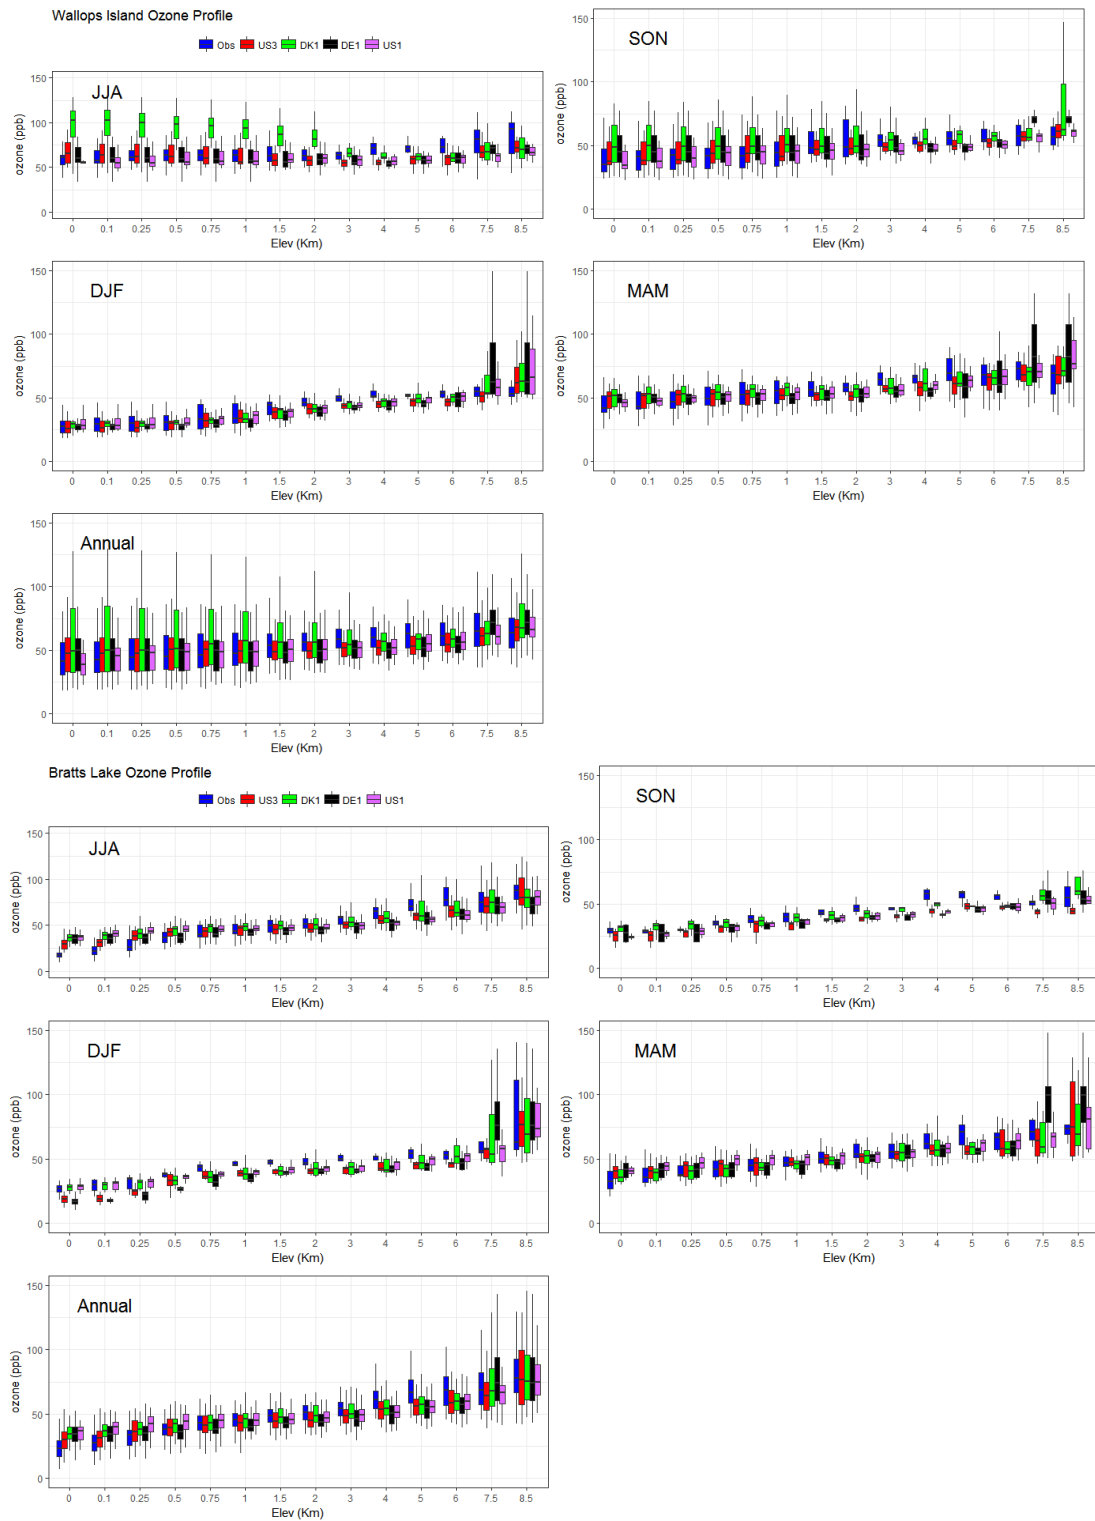 Wallops Island Ozone Profile
Obs US3 DK1 DE1 US1
JJA
ozone (ppb)
150
100
50
0
0 0.1 0.25 0.5 0.75 1 1.5 2 3 4 5 6 7.5 8.5
Elev (Km)
SON
ozone (ppb)
150
100
50
0
0 0.1 0.25 0.5 0.75 1 1.5 2 3 4 5 6 7.5 8.5
Elev (Km)
DJF
ozone (ppb)
150
100
50
0
0 0.1 0.25 0.5 0.75 1 1.5 2 3 4 5 6 7.5 8.5
Elev (Km)
MAM
ozone (ppb)
150
100
50
0
0 0.1 0.25 0.5 0.75 1 1.5 2 3 4 5 6 7.5 8.5
Elev (Km)
Annual
ozone (ppb)
150
100
50
0
0 0.1 0.25 0.5 0.75 1 1.5 2 3 4 5 6 7.5 8.5
Elev (Km)
Bratts Lake Ozone Profile
Obs US3 DK1 DE1 US1
JJA
ozone (ppb)
150
100
50
0
0 0.1 0.25 0.5 0.75 1 1.5 2 3 4 5 6 7.5 8.5
Elev (Km)
SON
ozone (ppb)
150
100
50
0
0 0.1 0.25 0.5 0.75 1 1.5 2 3 4 5 6 7.5 8.5
Elev (Km)
DJF
ozone (ppb)
150
100
50
0
0 0.1 0.25 0.5 0.75 1 1.5 2 3 4 5 6 7.5 8.5
Elev (Km)
MAM
ozone (ppb)
150
100
50
0
0 0.1 0.25 0.5 0.75 1 1.5 2 3 4 5 6 7.5 8.5
Elev (Km)
Annual
ozone (ppb)
150
100
50
0
0 0.1 0.25 0.5 0.75 1 1.5 2 3 4 5 6 7.5 8.5
Elev (Km)